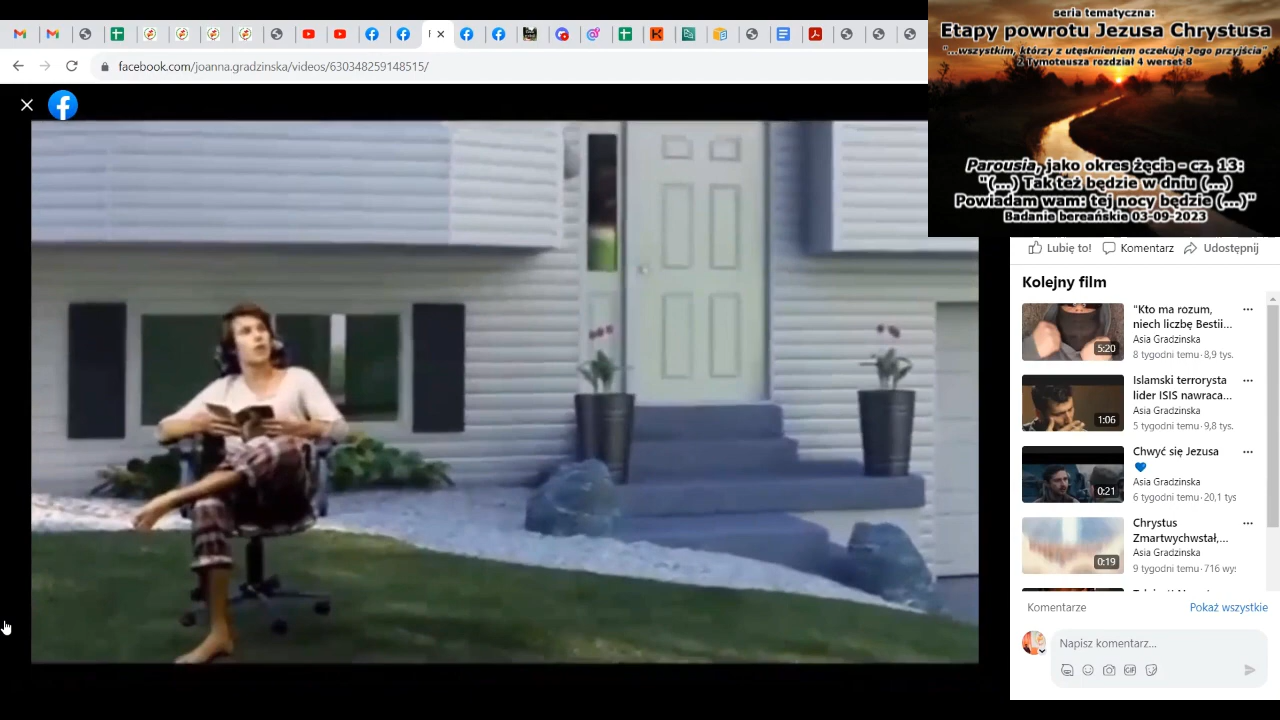 facebook.com/joanna.gradzinska/videos/630348259148515/
seria tematyczna:
Etapy powrotu Jezusa Chrystusa
"...wszystkim, którzy z utęsknieniem oczekują Jego przyjścia"
2 Tymoteusza rozdział 4 werset 8
Parousia, jako okres żęcia - cz. 13:
"(...) Tak też będzie w dniu (...)
Powiadam wam: tej nocy będzie (...)"
Badanie bereańskie 03-09-2023
Lubię to! Komentarz Udostępnij
Kolejny film
"Kto ma rozum,
niech liczbę Bestii...
Asia Gradzinska
8 tygodni temu · 8,9 tys.
5:20
Islamski terrorysta
lider ISIS nawraca...
Asia Gradzinska
5 tygodni temu · 9,8 tys.
1:06
Chwyć się Jezusa
Asia Gradzinska
6 tygodni temu · 20,1 tys
0:21
Chrystus
Zmartwychwstał,...
Asia Gradzinska
9 tygodni temu · 716 wyś
0:19
Komentarze Pokaż wszystkie
Napisz komentarz...
GIF